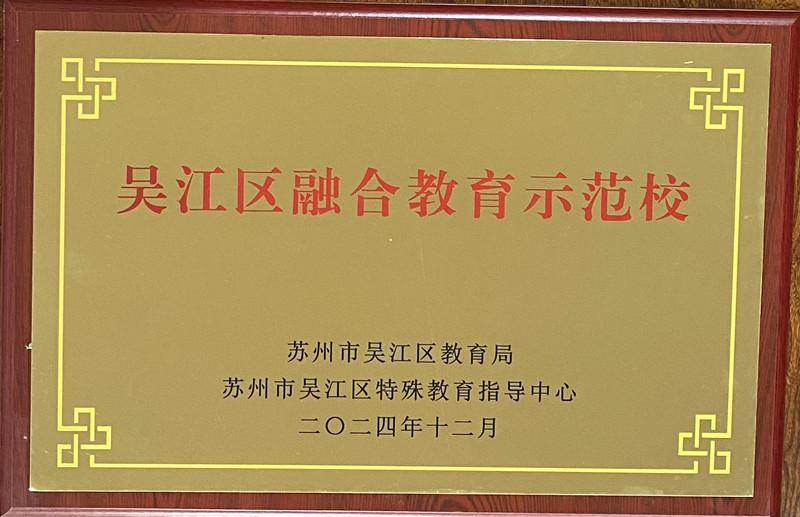 吴江区融合教育示范校
苏州市吴江区教育局
苏州市吴江区特殊教育指导中心
二〇二四年十二月